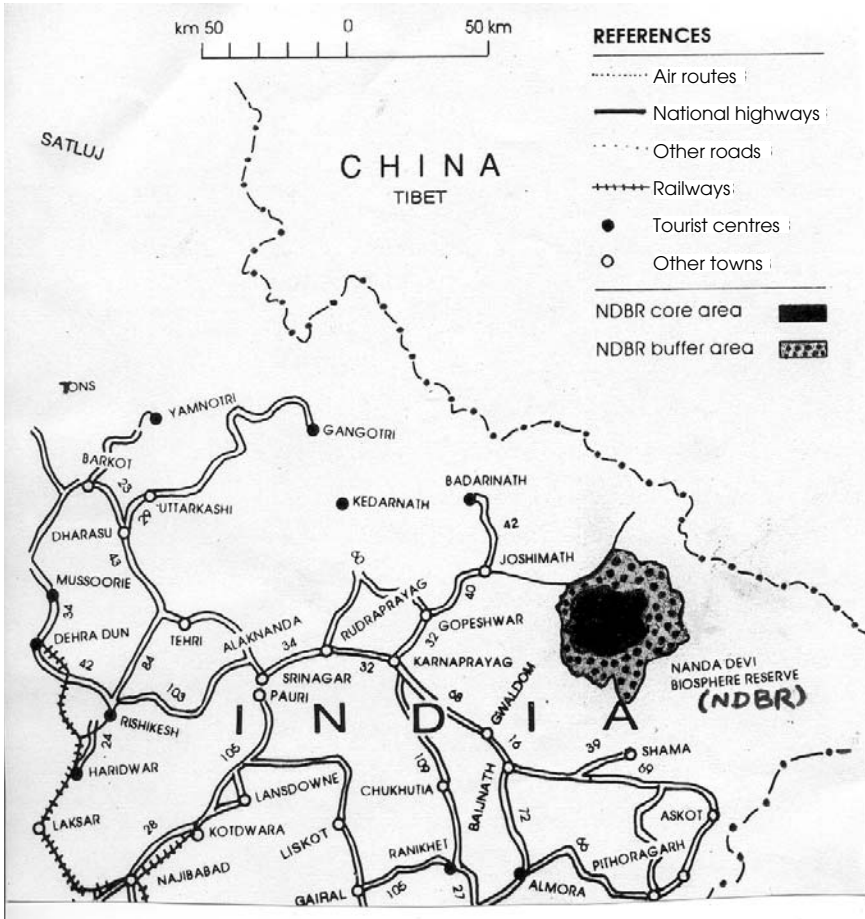 km 50 0 50 km
REFERENCES
Air routes
National highways
Other roads
Railways
Tourist centres
Other towns
NDBR core area
NDBR buffer area
SATLUJ
CHINA
TIBET
TONS
YAMNOTRI
GANGOTRI
BARKOT
23
UTTARKASHI
29
KEDARNATH
BADARINATH
42
DHARASU
43
JOSHIMATH
MUSSOORIE
34
40
TEHRI
ALAKNANDA
RUDRAPRAYAG
GOPESHWAR
32
DEHRA DUN
42
84
34
32
KARNAPRAYAG
NANDA DEVI
BIOSPHERE RESERVE
(NDBR)
103
SRINAGAR
PAURI
98
GWALDOM
RISHIKESH
INDIA
24
16
39
SHAMA
69
HARIDWAR
105
109
BAIJNATH
LANSDOWNE
CHUKHUTIA
72
ASKOT
LAKSAR
28
KOTDWARA
LISKOT
RANIKHET
PITHORAGARH
NAJIBABAD
GAIRAL
105
27
ALMORA